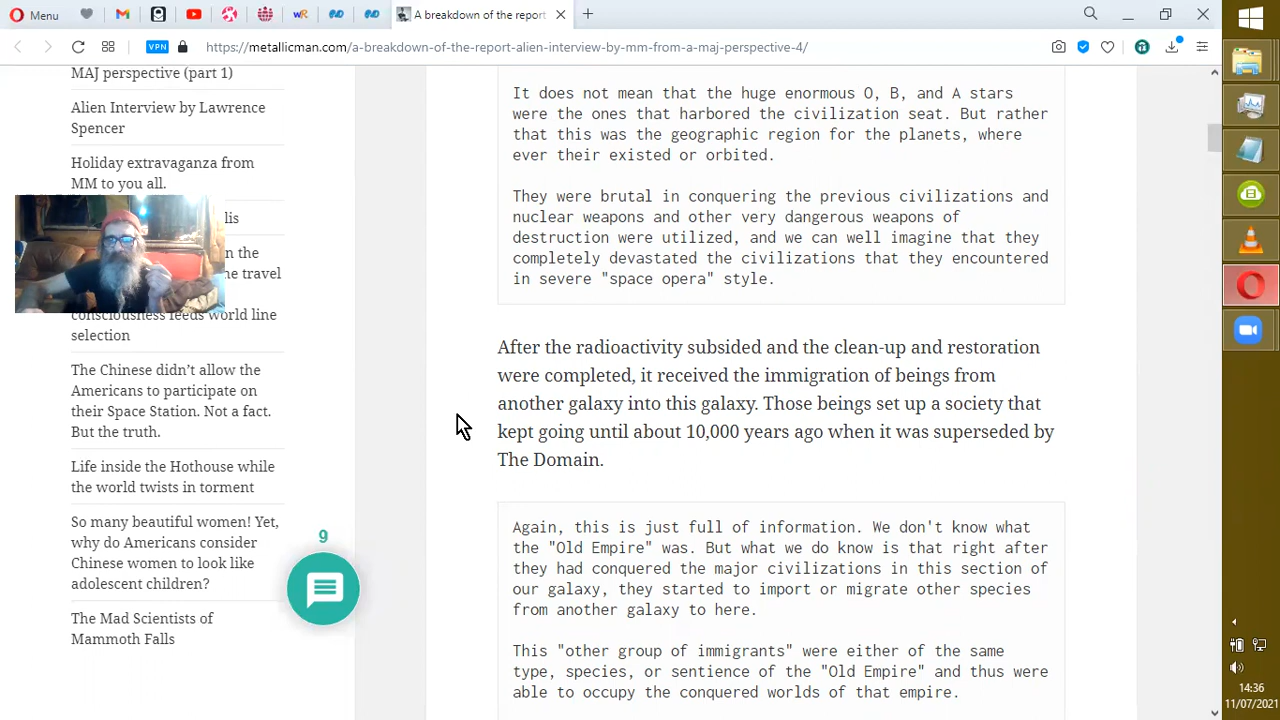 Menu
A breakdown of the report
https://metallicman.com/a-breakdown-of-the-report-alien-interview-by-mm-from-a-maj-perspective-4/
VPN
MAJ perspective (part 1)
Alien Interview by Lawrence
Spencer
Holiday extravaganza from
MM to you all.
lis
n the
e travel
consciousness feeds world line
selection
The Chinese didn’t allow the
Americans to participate on
their Space Station. Not a fact.
But the truth.
Life inside the Hothouse while
the world twists in torment
So many beautiful women! Yet,
why do Americans consider
Chinese women to look like
adolescent children?
The Mad Scientists of
Mammoth Falls
9
It does not mean that the huge enormous O, B, and A stars
were the ones that harbored the civilization seat. But rather
that this was the geographic region for the planets, where
ever their existed or orbited.
They were brutal in conquering the previous civilizations and
nuclear weapons and other very dangerous weapons of
destruction were utilized, and we can well imagine that they
completely devastated the civilizations that they encountered
in severe "space opera" style.
After the radioactivity subsided and the clean-up and restoration
were completed, it received the immigration of beings from
another galaxy into this galaxy. Those beings set up a society that
kept going until about 10,000 years ago when it was superseded by
The Domain.
Again, this is just full of information. We don't know what
the "Old Empire" was. But what we do know is that right after
they had conquered the major civilizations in this section of
our galaxy, they started to import or migrate other species
from another galaxy to here.
This "other group of immigrants" were either of the same
type, species, or sentience of the "Old Empire" and thus were
able to occupy the conquered worlds of that empire.
14:36
11/07/2021